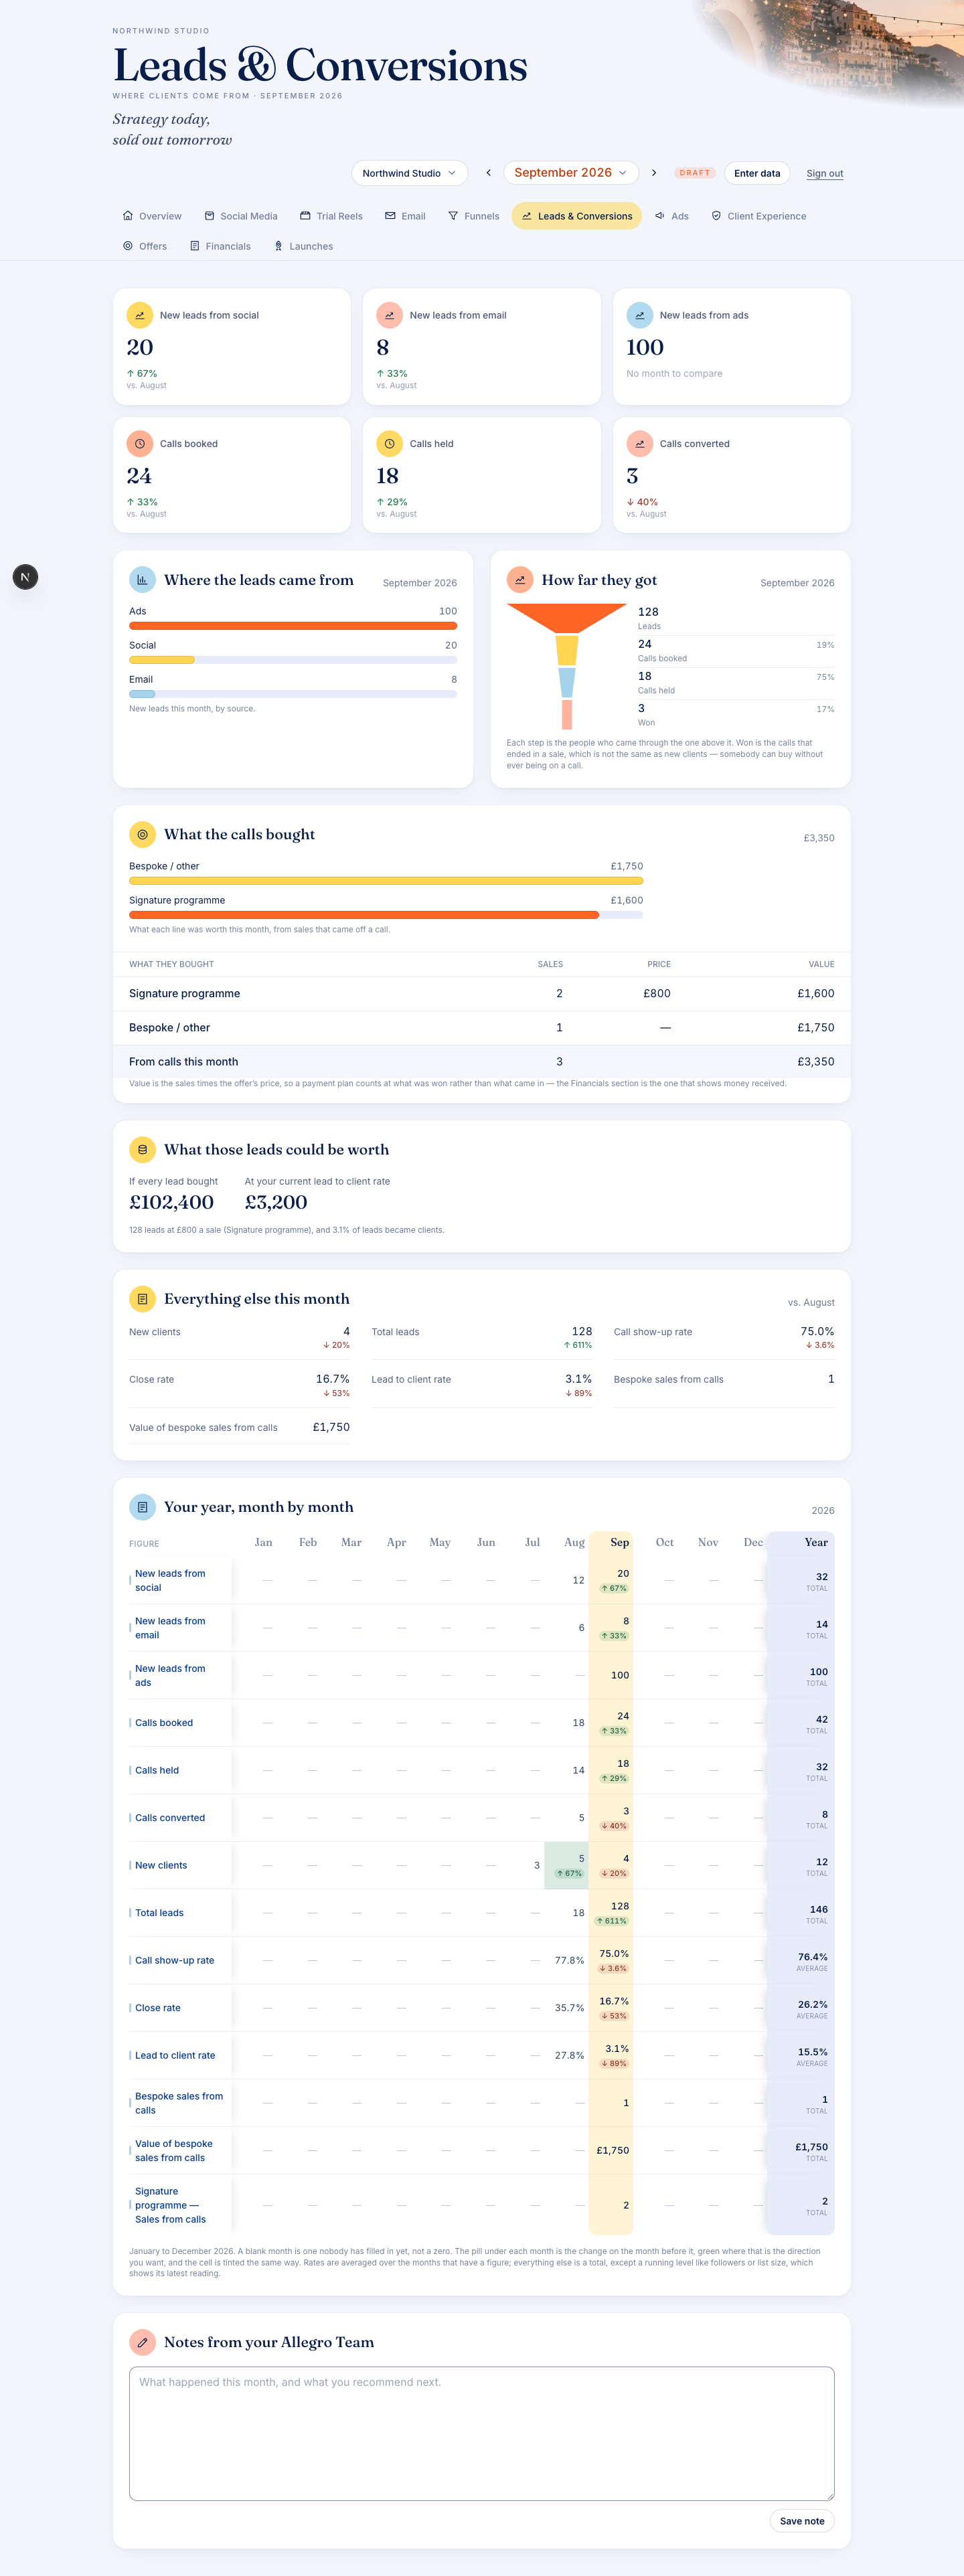 NORTHWIND STUDIO
Leads & Conversions
WHERE CLIENTS COME FROM · SEPTEMBER 2026
Strategy today,
sold out tomorrow
Northwind Studio
September 2026
DRAFT
Enter data
Sign out
Overview
Social Media
Trial Reels
Email
Funnels
Leads & Conversions
Ads
Client Experience
Offers
Financials
Launches
New leads from social
20
↑ 67%
vs. August
New leads from email
8
↑ 33%
vs. August
New leads from ads
100
No month to compare
Calls booked
24
↑ 33%
vs. August
Calls held
18
↑ 29%
vs. August
Calls converted
3
↓ 40%
vs. August
N
Where the leads came from
September 2026
Ads 100
Social 20
Email 8
New leads this month, by source.
How far they got
September 2026
128
Leads
24 19%
Calls booked
18 75%
Calls held
3 17%
Won
Each step is the people who came through the one above it. Won is the calls that
ended in a sale, which is not the same as new clients — somebody can buy without
ever being on a call.
What the calls bought
£3,350
Bespoke / other £1,750
Signature programme £1,600
What each line was worth this month, from sales that came off a call.
WHAT THEY BOUGHT SALES PRICE VALUE
Signature programme 2 £800 £1,600
Bespoke / other 1 — £1,750
From calls this month 3 £3,350
Value is the sales times the offer's price, so a payment plan counts at what was won rather than what came in — the Financials section is the one that shows money received.
What those leads could be worth
If every lead bought
£102,400
At your current lead to client rate
£3,200
128 leads at £800 a sale (Signature programme), and 3.1% of leads became clients.
Everything else this month
vs. August
New clients 4
↓ 20%
Total leads 128
↑ 611%
Call show-up rate 75.0%
↓ 3.6%
Close rate 16.7%
↓ 53%
Lead to client rate 3.1%
↓ 89%
Bespoke sales from calls 1
Value of bespoke sales from calls £1,750
Your year, month by month
2026
FIGURE Jan Feb Mar Apr May Jun Jul Aug Sep Oct Nov Dec Year
New leads from
social
— — — — — — — 12 20 — — — 32
↑ 67% TOTAL
New leads from
email
— — — — — — — 6 8 — — — 14
↑ 33% TOTAL
New leads from
ads
— — — — — — — — 100 — — — 100
TOTAL
Calls booked — — — — — — — 18 24 — — — 42
↑ 33% TOTAL
Calls held — — — — — — — 14 18 — — — 32
↑ 29% TOTAL
Calls converted — — — — — — — 5 3 — — — 8
↓ 40% TOTAL
New clients — — — — — — 3 5 4 — — — 12
↑ 67% ↓ 20% TOTAL
Total leads — — — — — — — 18 128 — — — 146
↑ 611% TOTAL
Call show-up rate — — — — — — — 77.8% 75.0% — — — 76.4%
↓ 3.6% AVERAGE
Close rate — — — — — — — 35.7% 16.7% — — — 26.2%
↓ 53% AVERAGE
Lead to client rate — — — — — — — 27.8% 3.1% — — — 15.5%
↓ 89% AVERAGE
Bespoke sales from
calls
— — — — — — — — 1 — — — 1
TOTAL
Value of bespoke
sales from calls
— — — — — — — — £1,750 — — — £1,750
TOTAL
Signature
programme —
Sales from calls
— — — — — — — — 2 — — — 2
TOTAL
January to December 2026. A blank month is one nobody has filled in yet, not a zero. The pill under each month is the change on the month before it, green where that is the direction
you want, and the cell is tinted the same way. Rates are averaged over the months that have a figure; everything else is a total, except a running level like followers or list size, which
shows its latest reading.
Notes from your Allegro Team
What happened this month, and what you recommend next.
Save note